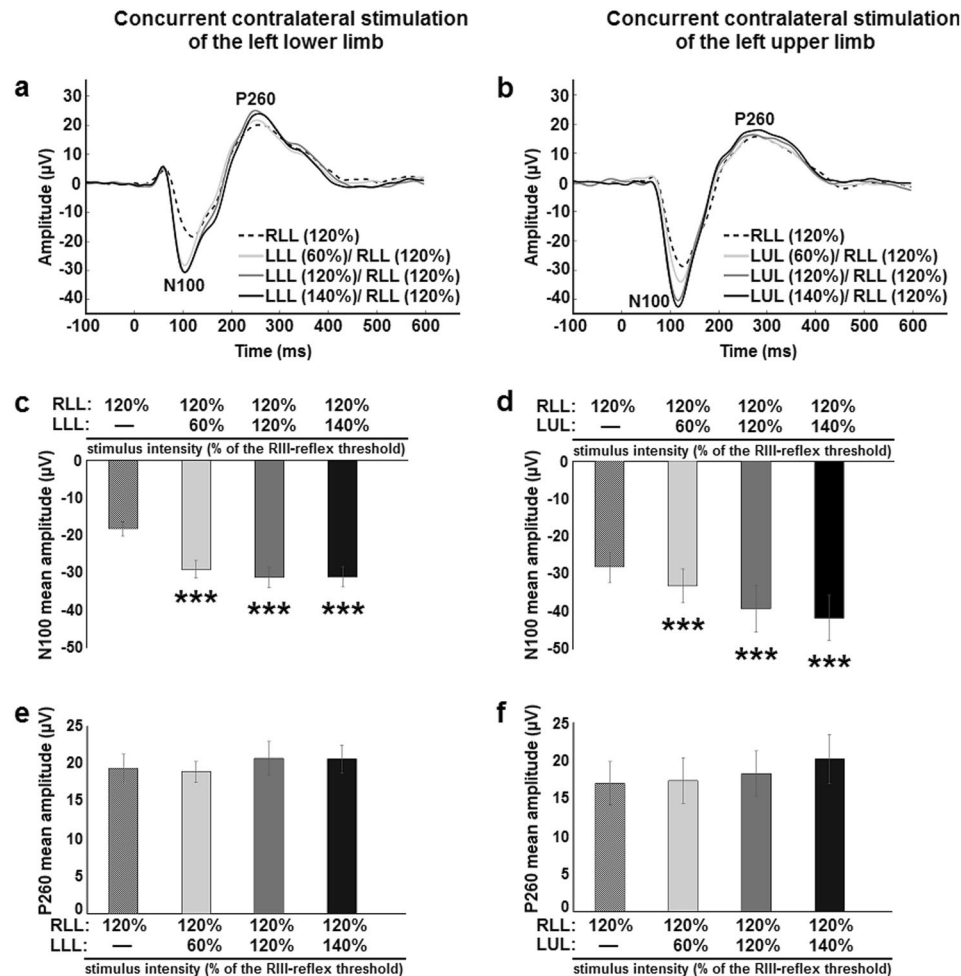 Concurrent contralateral stimulation
of the left lower limb
Concurrent contralateral stimulation
of the left upper limb
a
Amplitude (µV)
30
20
10
0
-10
-20
-30
-40
P260
N100
RLL (120%)
LLL (60%)/ RLL (120%)
LLL (120%)/ RLL (120%)
LLL (140%)/ RLL (120%)
-100 0 100 200 300 400 500 600
Time (ms)
b
Amplitude (µV)
30
20
10
0
-10
-20
-30
-40
P260
N100
RLL (120%)
LUL (60%)/ RLL (120%)
LUL (120%)/ RLL (120%)
LUL (140%)/ RLL (120%)
-100 0 100 200 300 400 500 600
Time (ms)
c
RLL: 120% 120% 120% 120%
LLL: — 60% 120% 140%
stimulus intensity (% of the RIII-reflex threshold)
N100 mean amplitude (µV)
0
-10
-20
-30
-40
-50
*** *** ***
d
RLL: 120% 120% 120% 120%
LUL: — 60% 120% 140%
stimulus intensity (% of the RIII-reflex threshold)
N100 mean amplitude (µV)
0
-10
-20
-30
-40
-50
*** *** ***
e
P260 mean amplitude (µV)
25
20
15
10
5
0
RLL: 120% 120% 120% 120%
LLL: — 60% 120% 140%
stimulus intensity (% of the RIII-reflex threshold)
f
P260 mean amplitude (µV)
25
20
15
10
5
0
RLL: 120% 120% 120% 120%
LUL: — 60% 120% 140%
stimulus intensity (% of the RIII-reflex threshold)